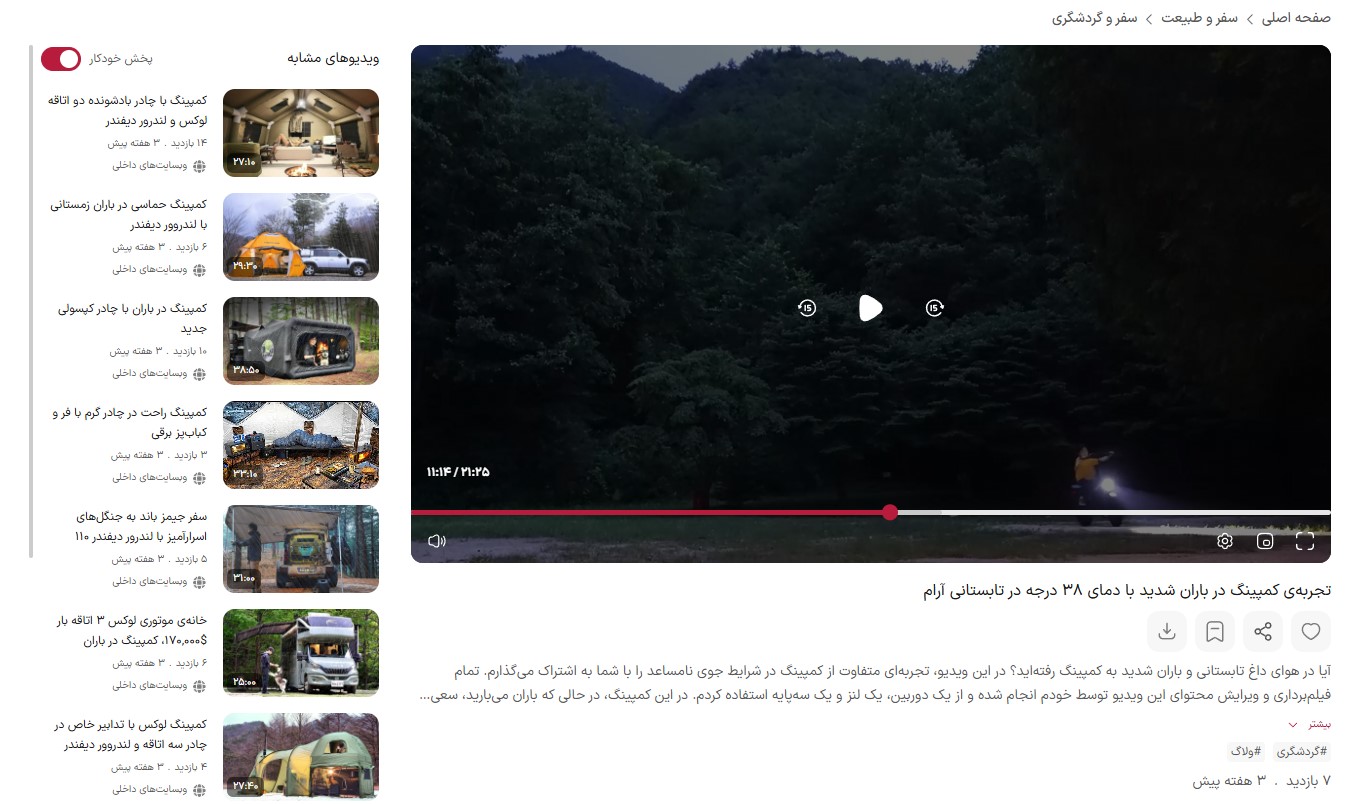 صفحه اصلی > سفر و طبیعت > سفر و گردشگری
15
15
۱۱:۱۴ / ۲۱:۲۵
تجربه‌ی کمپینگ در باران شدید با دمای ۳۸ درجه در تابستانی آرام
آیا در هوای داغ تابستانی و باران شدید به کمپینگ رفته‌اید؟ در این ویدیو، تجربه‌ای متفاوت از کمپینگ در شرایط جوی نامساعد را با شما به اشتراک می‌گذارم. تمام
فیلم‌برداری و ویرایش محتوای این ویدیو توسط خودم انجام شده و از یک دوربین، یک لنز و یک سه‌پایه استفاده کردم. در این کمپینگ، در حالی که باران می‌بارید، سعی...
بیشتر
#گردشگری #ولاگ
۷ بازدید . ۳ هفته پیش
ویدیوهای مشابه
پخش خودکار
۲۷:۱۰
کمپینگ با چادر بادشونده دو اتاقه
لوکس و لندرور دیفندر
۱۴ بازدید . ۳ هفته پیش
وبسایت‌های داخلی
۲۹:۳۰
کمپینگ حماسی در باران زمستانی
با لندروور دیفندر
۶ بازدید . ۳ هفته پیش
وبسایت‌های داخلی
۳۸:۵۰
کمپینگ در باران با چادر کپسولی
جدید
۱۰ بازدید . ۳ هفته پیش
وبسایت‌های داخلی
۳۳:۱۰
کمپینگ راحت در چادر گرم با فر و
کباب‌پز برقی
۳ بازدید . ۳ هفته پیش
وبسایت‌های داخلی
۳۱:۰۰
سفر جیمز باند به جنگل‌های
اسرارآمیز با لندرور دیفندر ۱۱۰
۵ بازدید . ۳ هفته پیش
وبسایت‌های داخلی
۲۵:۰۰
خانه‌ی موتوری لوکس ۳ اتاقه بار
۱۷۰,۰۰۰$، کمپینگ در باران
۶ بازدید . ۳ هفته پیش
وبسایت‌های داخلی
۲۷:۴۰
کمپینگ لوکس با تدابیر خاص در
چادر سه اتاقه و لندروور دیفندر
۴ بازدید . ۳ هفته پیش
وبسایت‌های داخلی